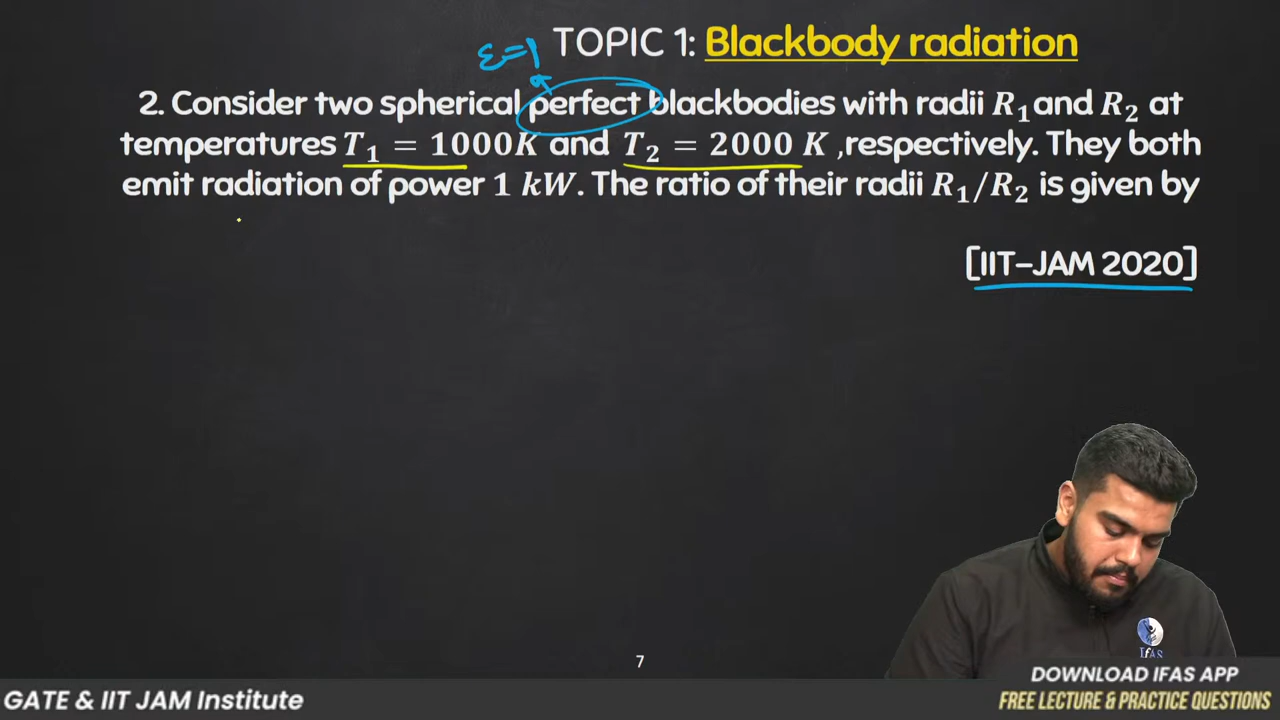 TOPIC 1: Blackbody radiation
ε=1
2. Consider two spherical perfect blackbodies with radii R₁and R₂ at
temperatures T₁ = 1000K and T₂ = 2000 K ,respectively. They both
emit radiation of power 1 kW. The ratio of their radii R₁/R₂ is given by
[IIT–JAM 2020]
IFAS
7
DOWNLOAD IFAS APP
GATE & IIT JAM Institute
FREE LECTURE & PRACTICE QUESTIONS